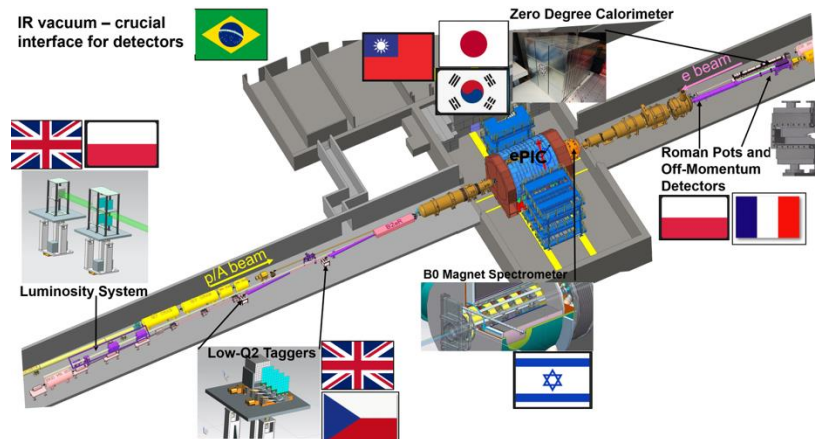 IR vacuum – crucial
interface for detectors
Zero Degree Calorimeter
e beam
ePIC
Roman Pots and
Off-Momentum
Detectors
p/A beam
B0 Magnet Spectrometer
Luminosity System
Low-Q2 Taggers